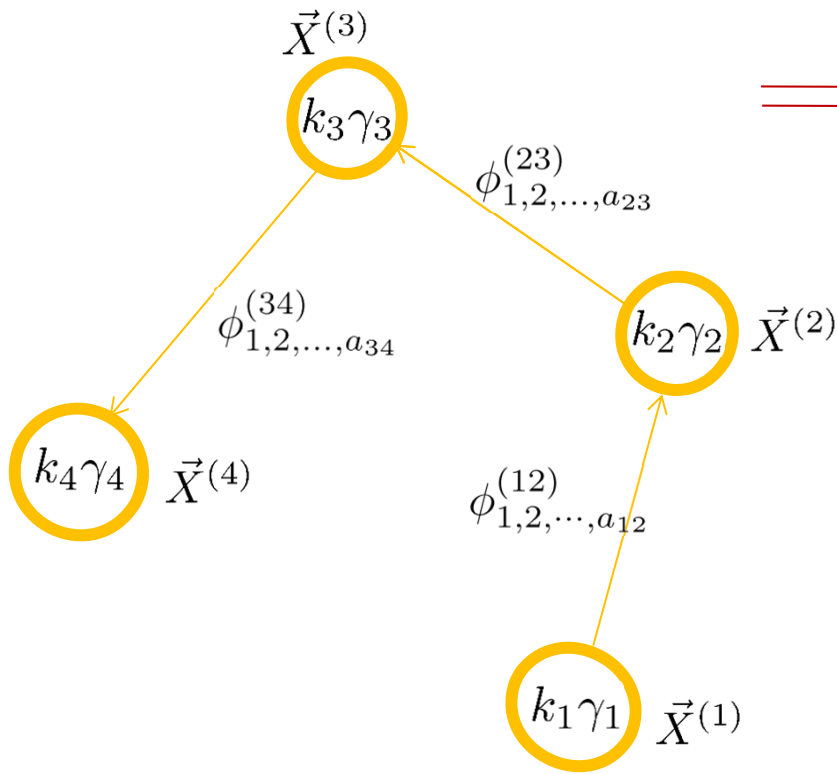 $\vec{X}^{(3)}$
$k_3\gamma_3$
$\phi^{(23)}_{1,2,\ldots,a_{23}}$
$\phi^{(34)}_{1,2,\ldots,a_{34}}$
$k_2\gamma_2$ $\vec{X}^{(2)}$
$k_4\gamma_4$ $\vec{X}^{(4)}$
$\phi^{(12)}_{1,2,\cdots,a_{12}}$
$k_1\gamma_1$ $\vec{X}^{(1)}$